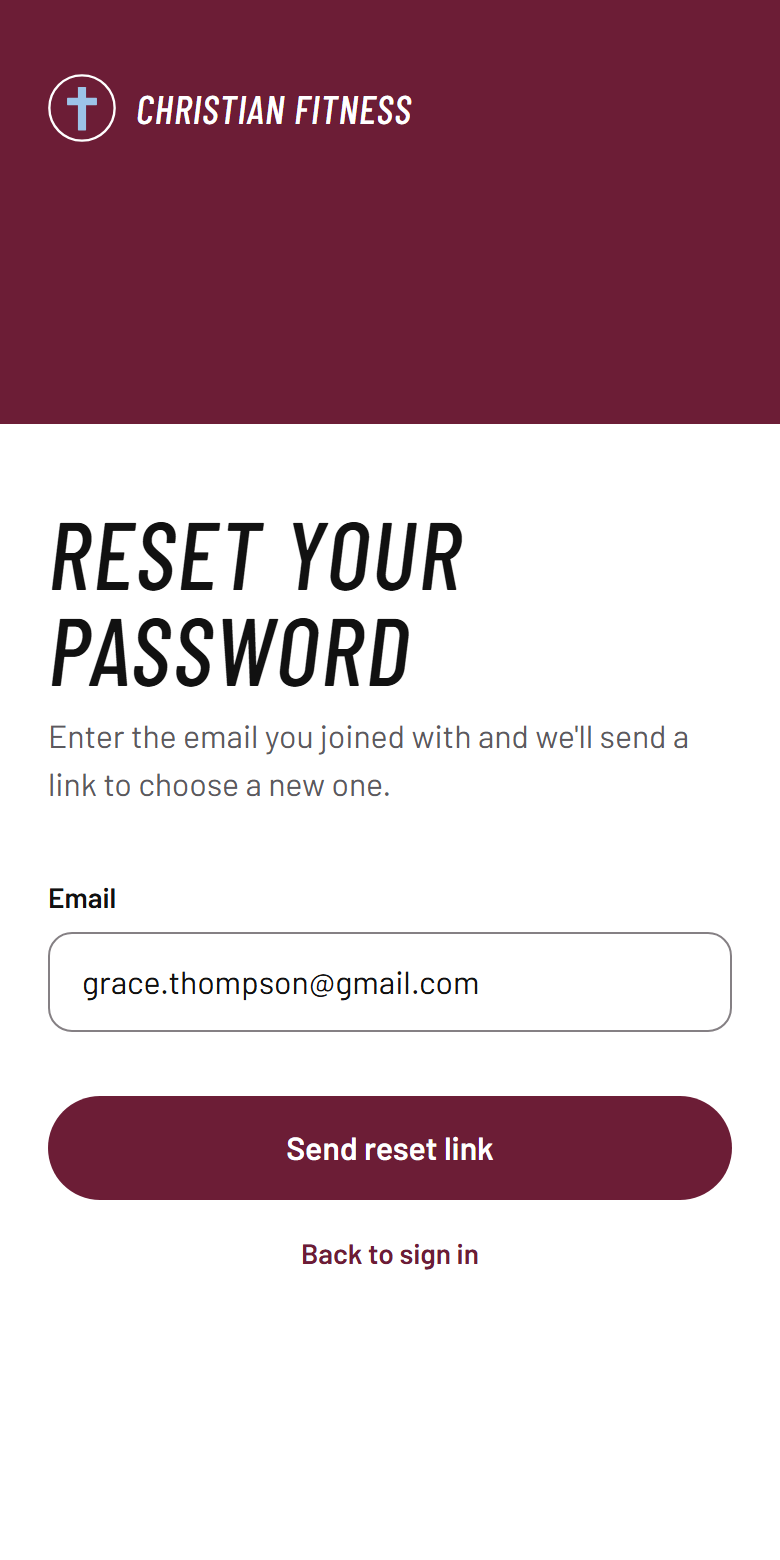 CHRISTIAN FITNESS
RESET YOUR
PASSWORD
Enter the email you joined with and we'll send a
link to choose a new one.
Email
grace.thompson@gmail.com
Send reset link
Back to sign in